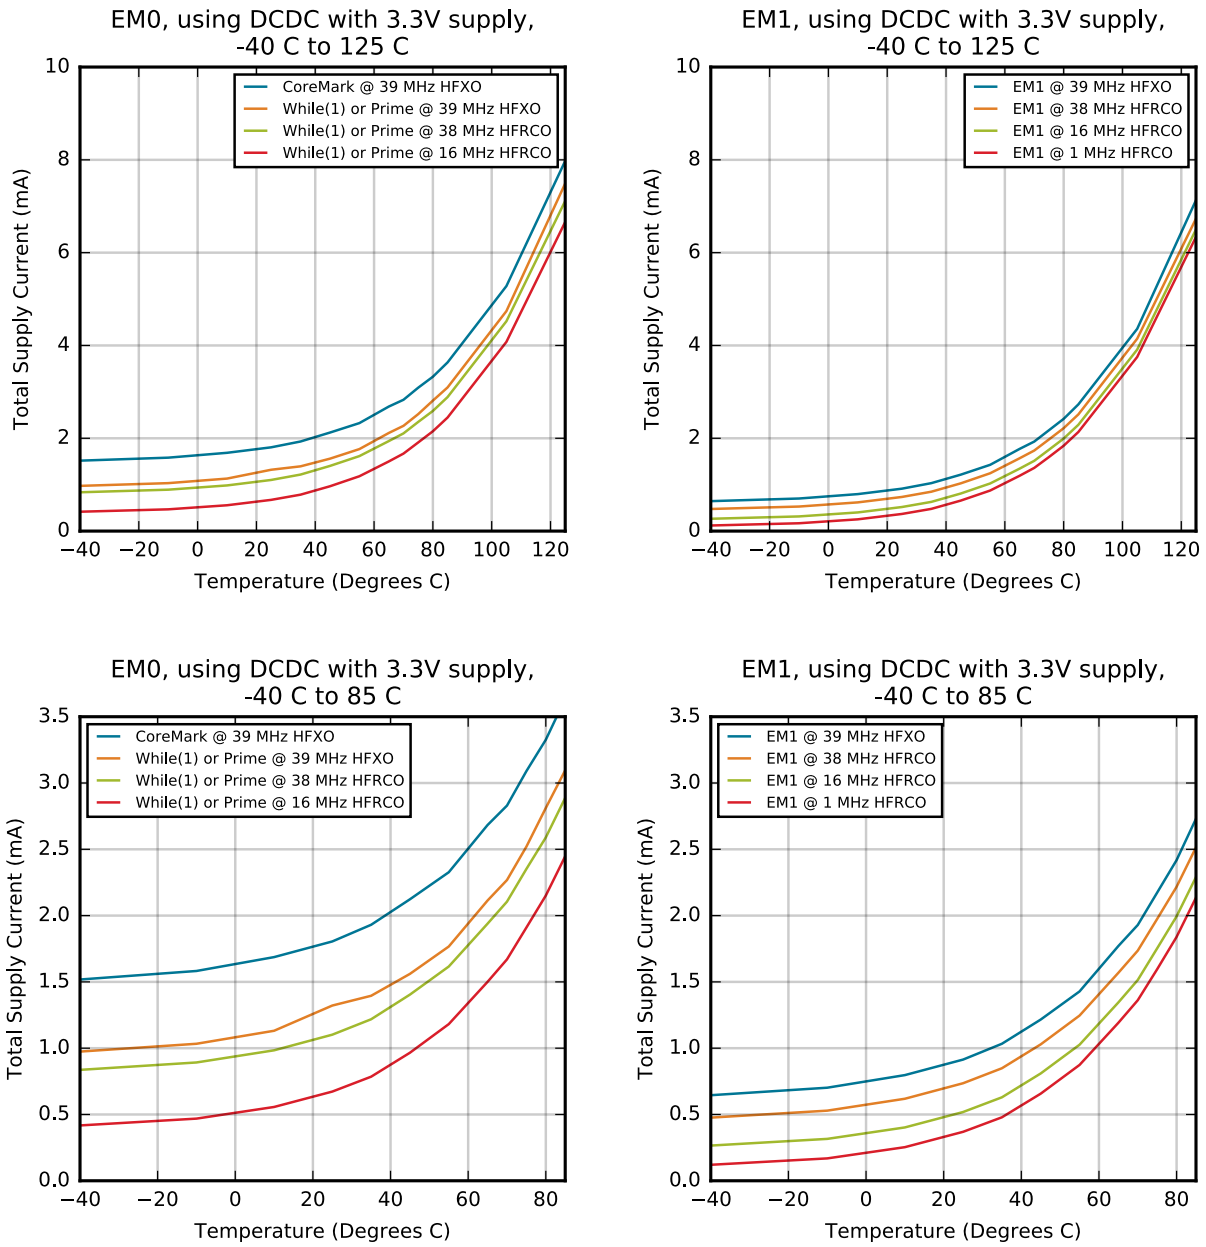 EM0, using DCDC with 3.3V supply,
-40 C to 125 C
10
8
6
4
2
0
Total Supply Current (mA)
CoreMark @ 39 MHz HFXO
While(1) or Prime @ 39 MHz HFXO
While(1) or Prime @ 38 MHz HFRCO
While(1) or Prime @ 16 MHz HFRCO
−40 −20 0 20 40 60 80 100 120
Temperature (Degrees C)
EM1, using DCDC with 3.3V supply,
-40 C to 125 C
10
8
6
4
2
0
Total Supply Current (mA)
EM1 @ 39 MHz HFXO
EM1 @ 38 MHz HFRCO
EM1 @ 16 MHz HFRCO
EM1 @ 1 MHz HFRCO
−40 −20 0 20 40 60 80 100 120
Temperature (Degrees C)
EM0, using DCDC with 3.3V supply,
-40 C to 85 C
3.5
3.0
2.5
2.0
1.5
1.0
0.5
0.0
Total Supply Current (mA)
CoreMark @ 39 MHz HFXO
While(1) or Prime @ 39 MHz HFXO
While(1) or Prime @ 38 MHz HFRCO
While(1) or Prime @ 16 MHz HFRCO
−40 −20 0 20 40 60 80
Temperature (Degrees C)
EM1, using DCDC with 3.3V supply,
-40 C to 85 C
3.5
3.0
2.5
2.0
1.5
1.0
0.5
0.0
Total Supply Current (mA)
EM1 @ 39 MHz HFXO
EM1 @ 38 MHz HFRCO
EM1 @ 16 MHz HFRCO
EM1 @ 1 MHz HFRCO
−40 −20 0 20 40 60 80
Temperature (Degrees C)